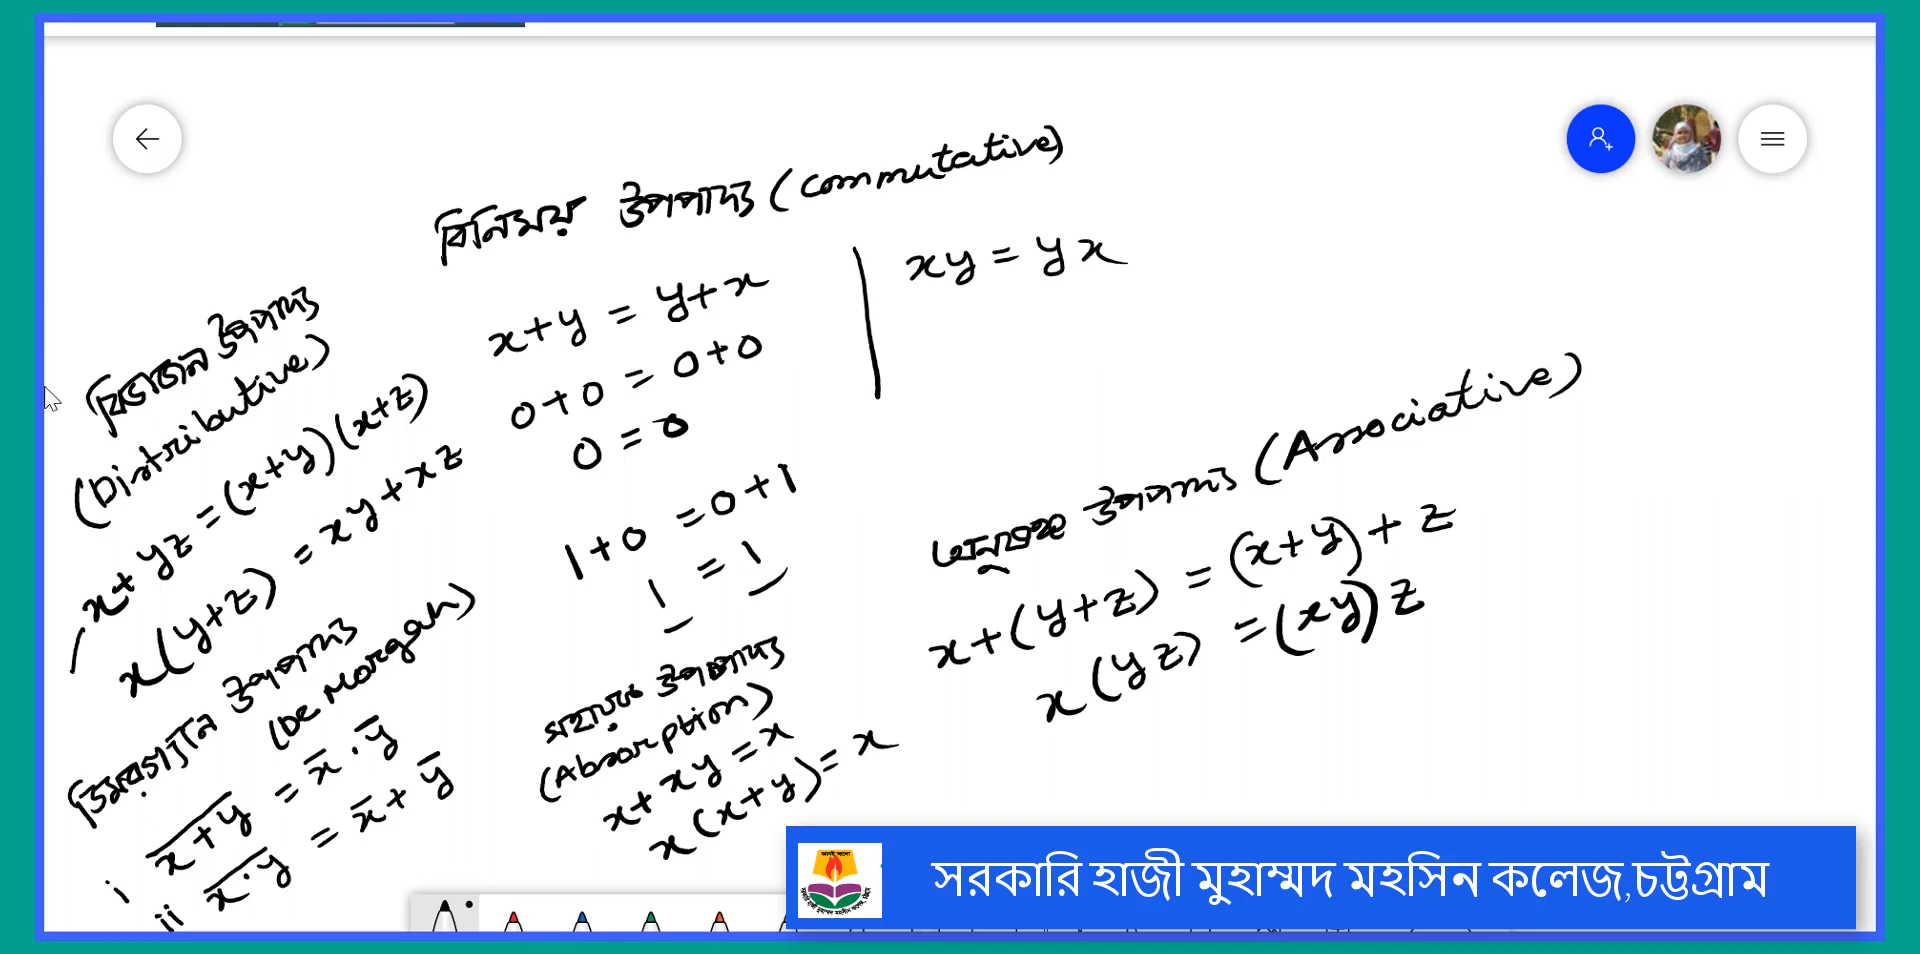 বিনিময় উপপাদ্য (commutative)
x+y = y+x
xy = yx
0+0 = 0+0
0 = 0
1+0 = 0+1
1 = 1
বিভাজন উপপাদ্য
(Distributive)
x+yz = (x+y)(x+z)
x(y+z) = xy+xz
অনুষঙ্গ উপপাদ্য (Associative)
x+(y+z) = (x+y)+z
x(yz) = (xy)z
ডিমরগ্যান উপপাদ্য
(De Morgan)
i x̅+̅y̅ = x̅.y̅
ii x̅.̅y̅ = x̅+y̅
সহায়ক উপপাদ্য
(Absorption)
x+xy=x
x(x+y)=x
সরকারি হাজী মুহাম্মদ মহসিন কলেজ,চট্টগ্রাম